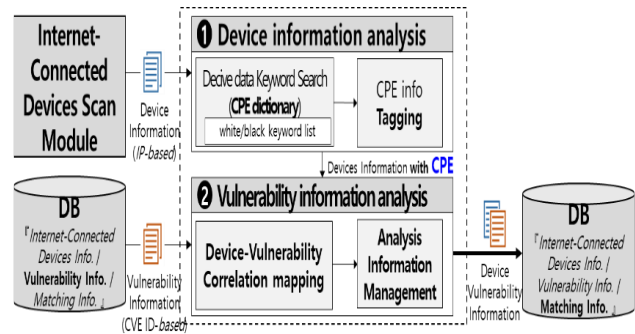 Internet-
Connected
Devices Scan
Module
Device
Information
(IP-based)
❶ Device information analysis
Decive data Keyword Search
(CPE dictionary)
white/black keyword list
CPE info
Tagging
Devices Information with CPE
DB
『Internet-Connected
Devices Info. /
Vulnerability Info. /
Matching Info. 』
Vulnerability
Information
(CVE ID-based)
❷ Vulnerability information analysis
Device-Vulnerability
Correlation mapping
Analysis
Information
Management
Device
Vulnerability
Information
DB
『Internet-Connected
Devices Info. /
Vulnerability Info. /
Matching Info. 』